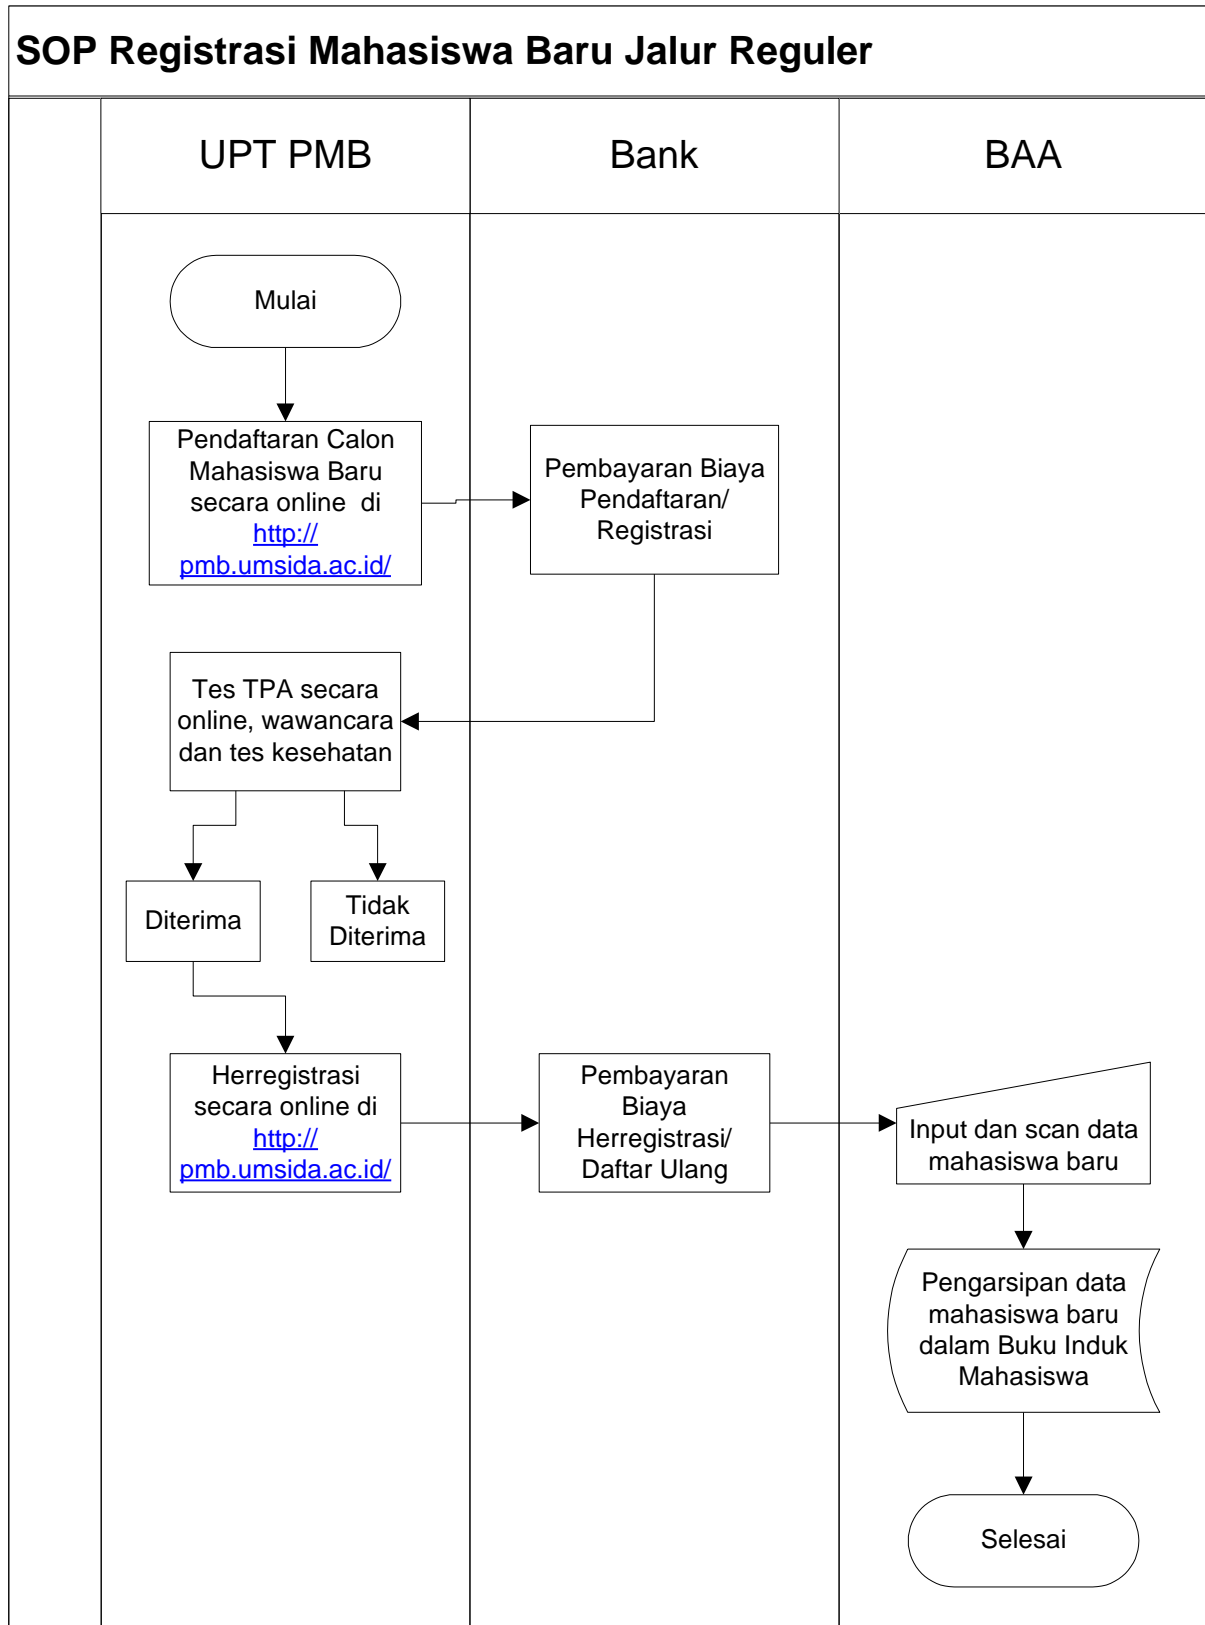 SOP Registrasi Mahasiswa Baru Jalur Reguler
UPT PMB
Bank
BAA
Mulai
Pendaftaran Calon
Mahasiswa Baru
secara online di
http://
pmb.umsida.ac.id/
Pembayaran Biaya
Pendaftaran/
Registrasi
Tes TPA secara
online, wawancara
dan tes kesehatan
Diterima
Tidak
Diterima
Herregistrasi
secara online di
http://
pmb.umsida.ac.id/
Pembayaran
Biaya
Herregistrasi/
Daftar Ulang
Input dan scan data
mahasiswa baru
Pengarsipan data
mahasiswa baru
dalam Buku Induk
Mahasiswa
Selesai